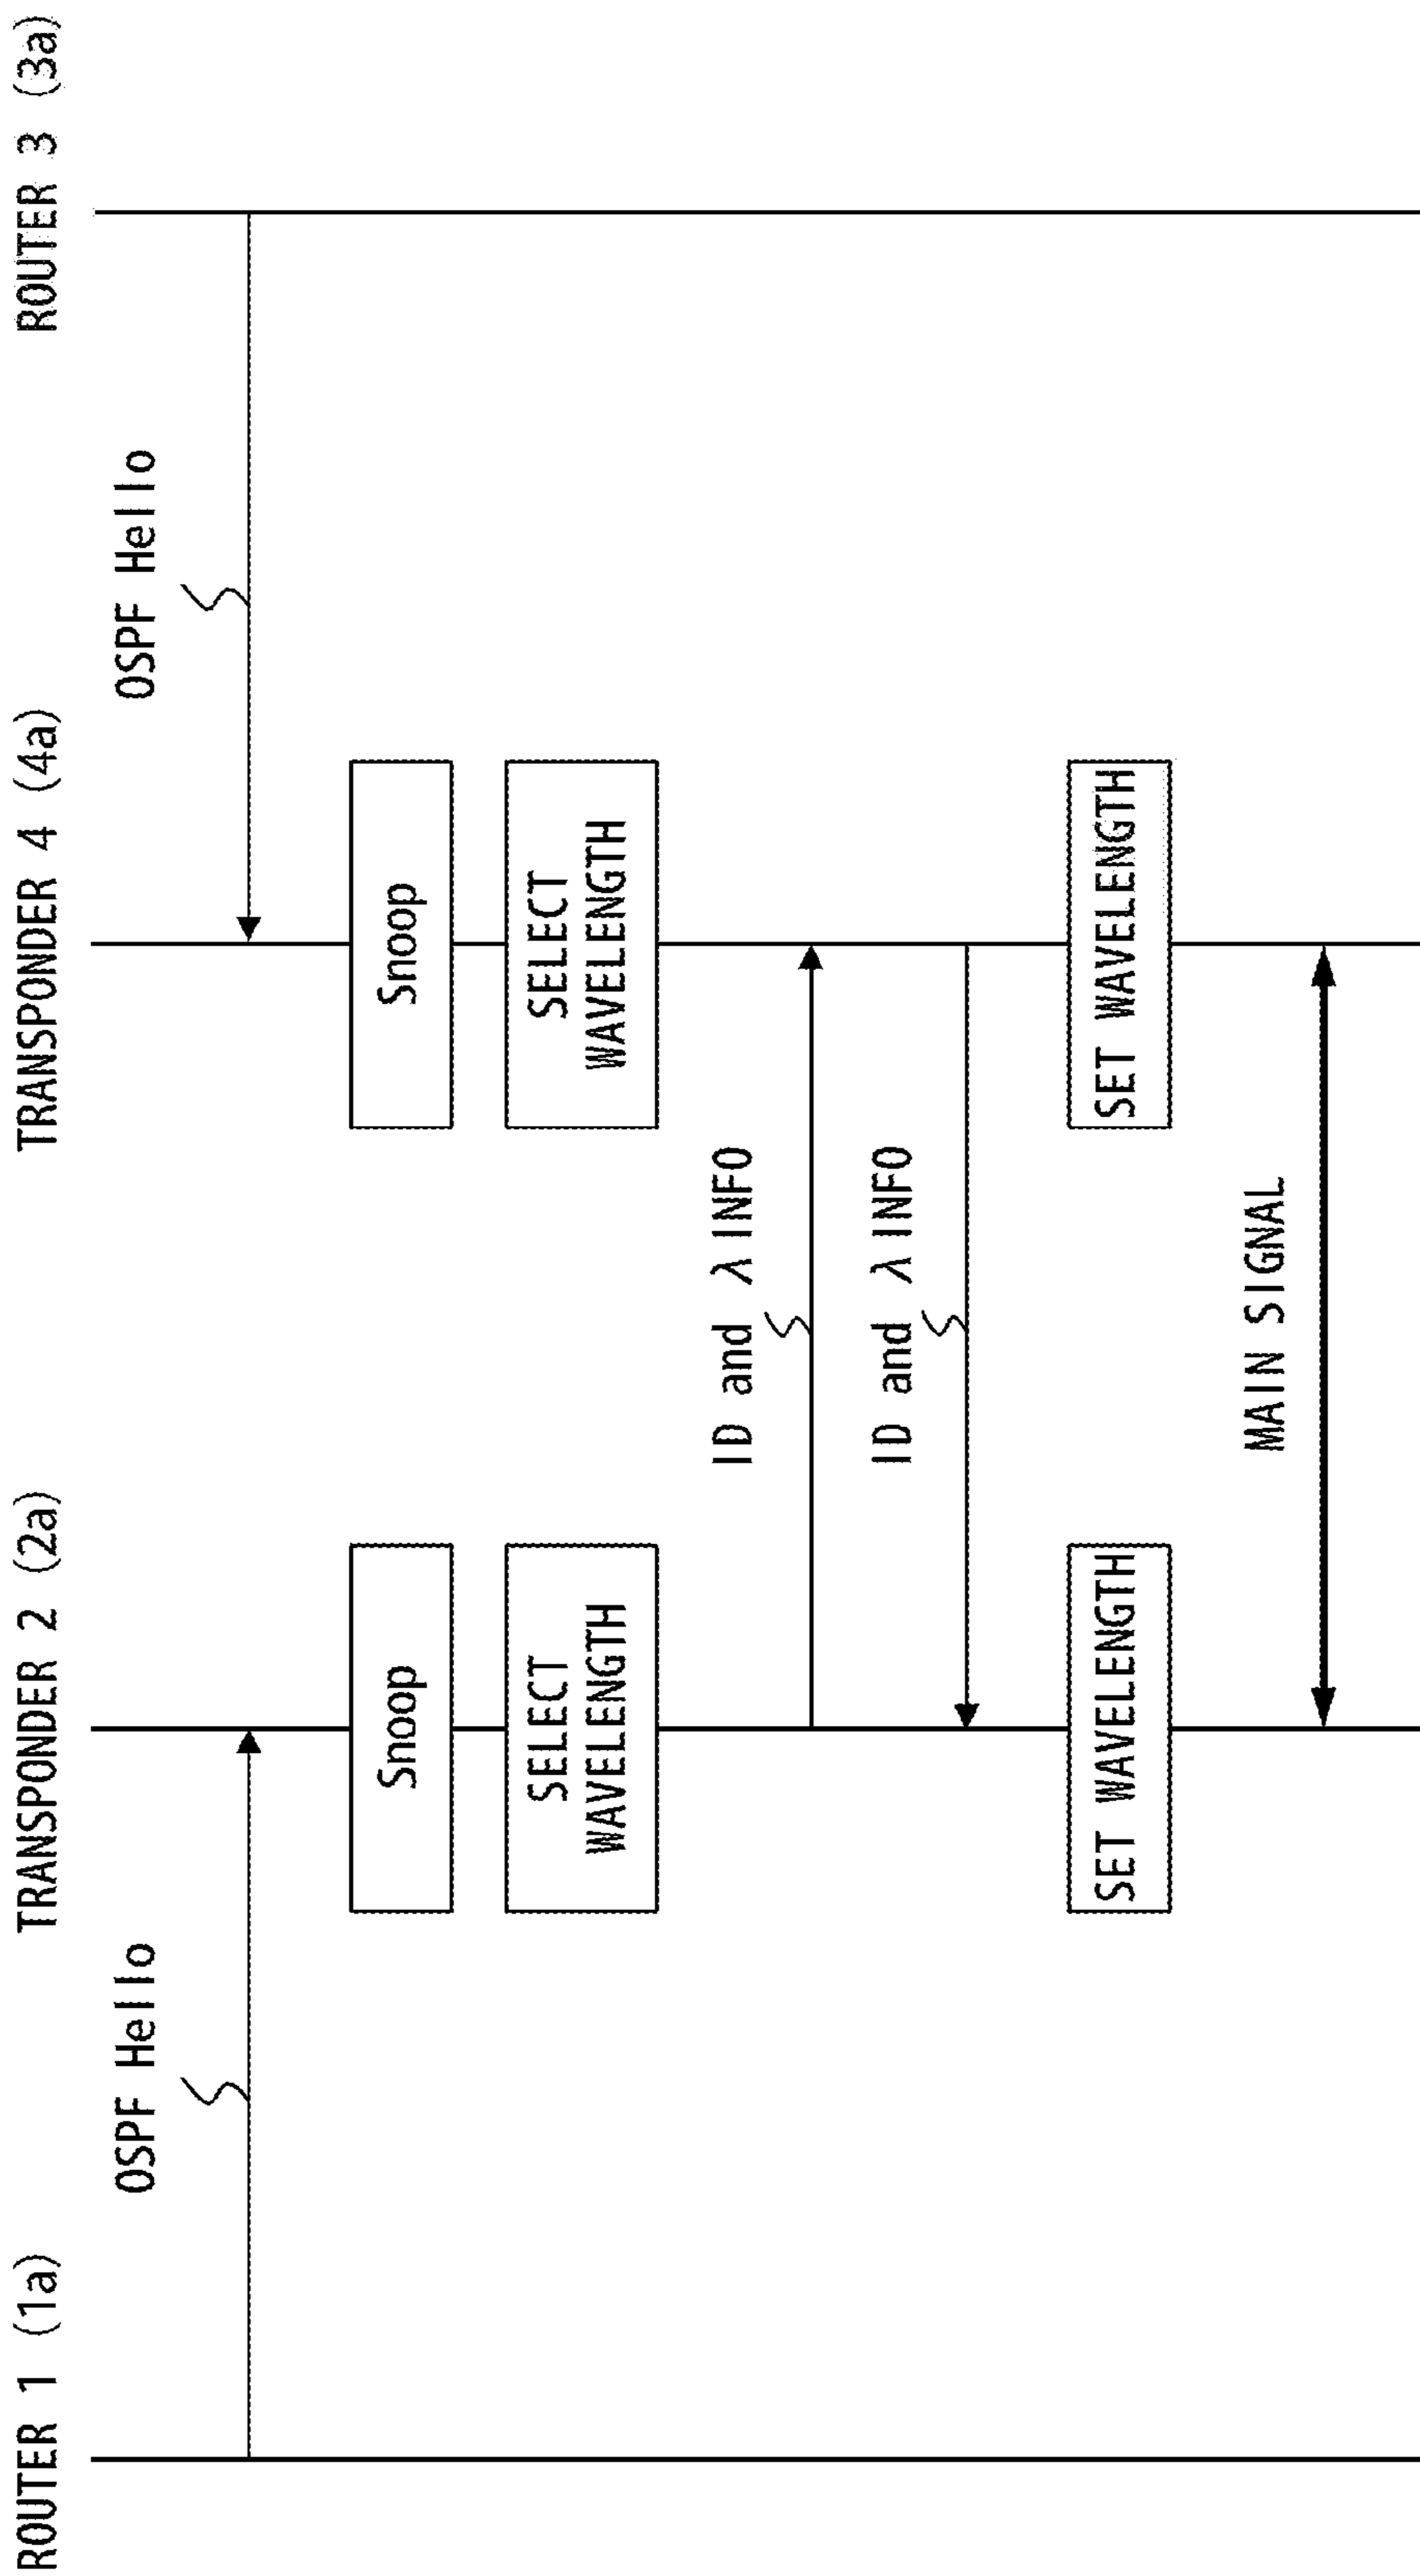 ROUTER 1 (1a)
TRANSPONDER 2 (2a)
TRANSPONDER 4 (4a)
ROUTER 3 (3a)
OSPF Hello
OSPF Hello
Snoop
Snoop
SELECT
WAVELENGTH
SELECT
WAVELENGTH
ID and λ INFO
ID and λ INFO
SET WAVELENGTH
SET WAVELENGTH
MAIN SIGNAL